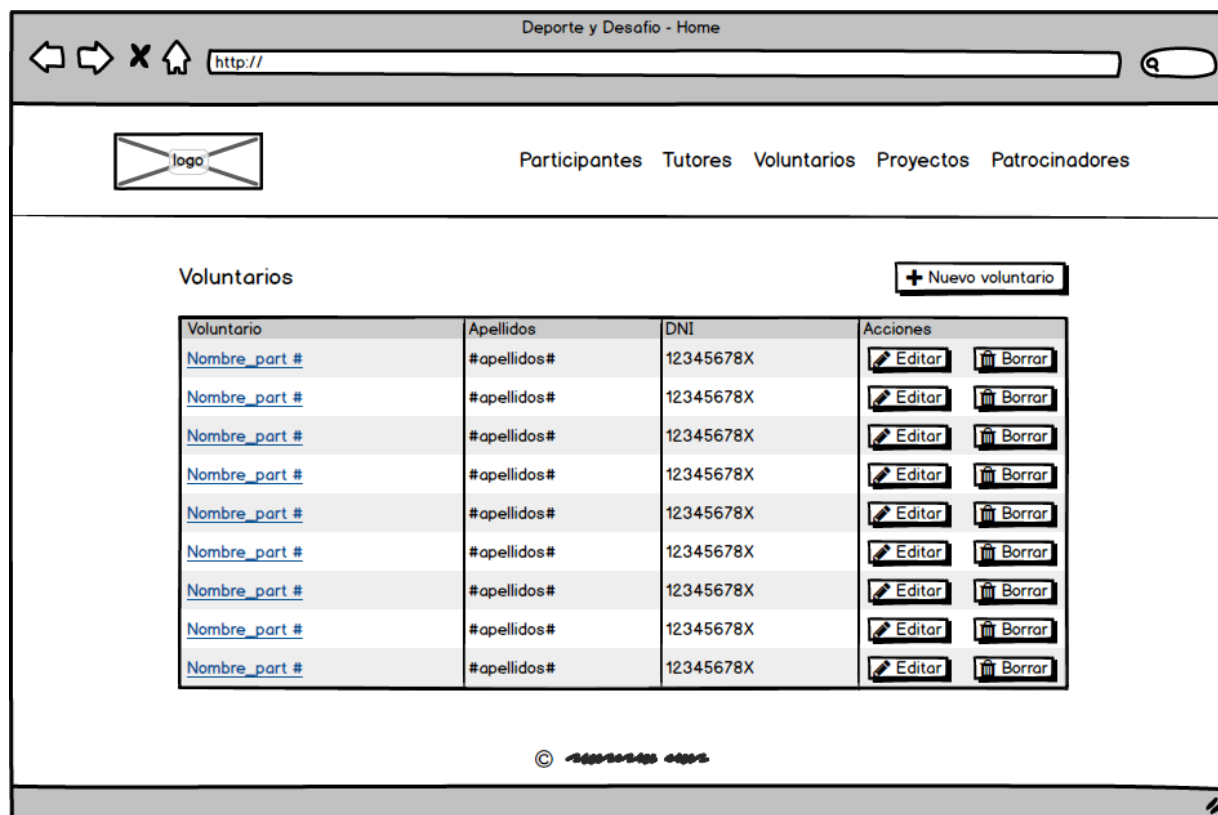 Deporte y Desafio - Home
http://
logo
Participantes Tutores Voluntarios Proyectos Patrocinadores
Voluntarios
Nuevo voluntario
Voluntario Apellidos DNI Acciones
Nombre_part # #apellidos# 12345678X Editar Borrar
Nombre_part # #apellidos# 12345678X Editar Borrar
Nombre_part # #apellidos# 12345678X Editar Borrar
Nombre_part # #apellidos# 12345678X Editar Borrar
Nombre_part # #apellidos# 12345678X Editar Borrar
Nombre_part # #apellidos# 12345678X Editar Borrar
Nombre_part # #apellidos# 12345678X Editar Borrar
Nombre_part # #apellidos# 12345678X Editar Borrar
Nombre_part # #apellidos# 12345678X Editar Borrar
©